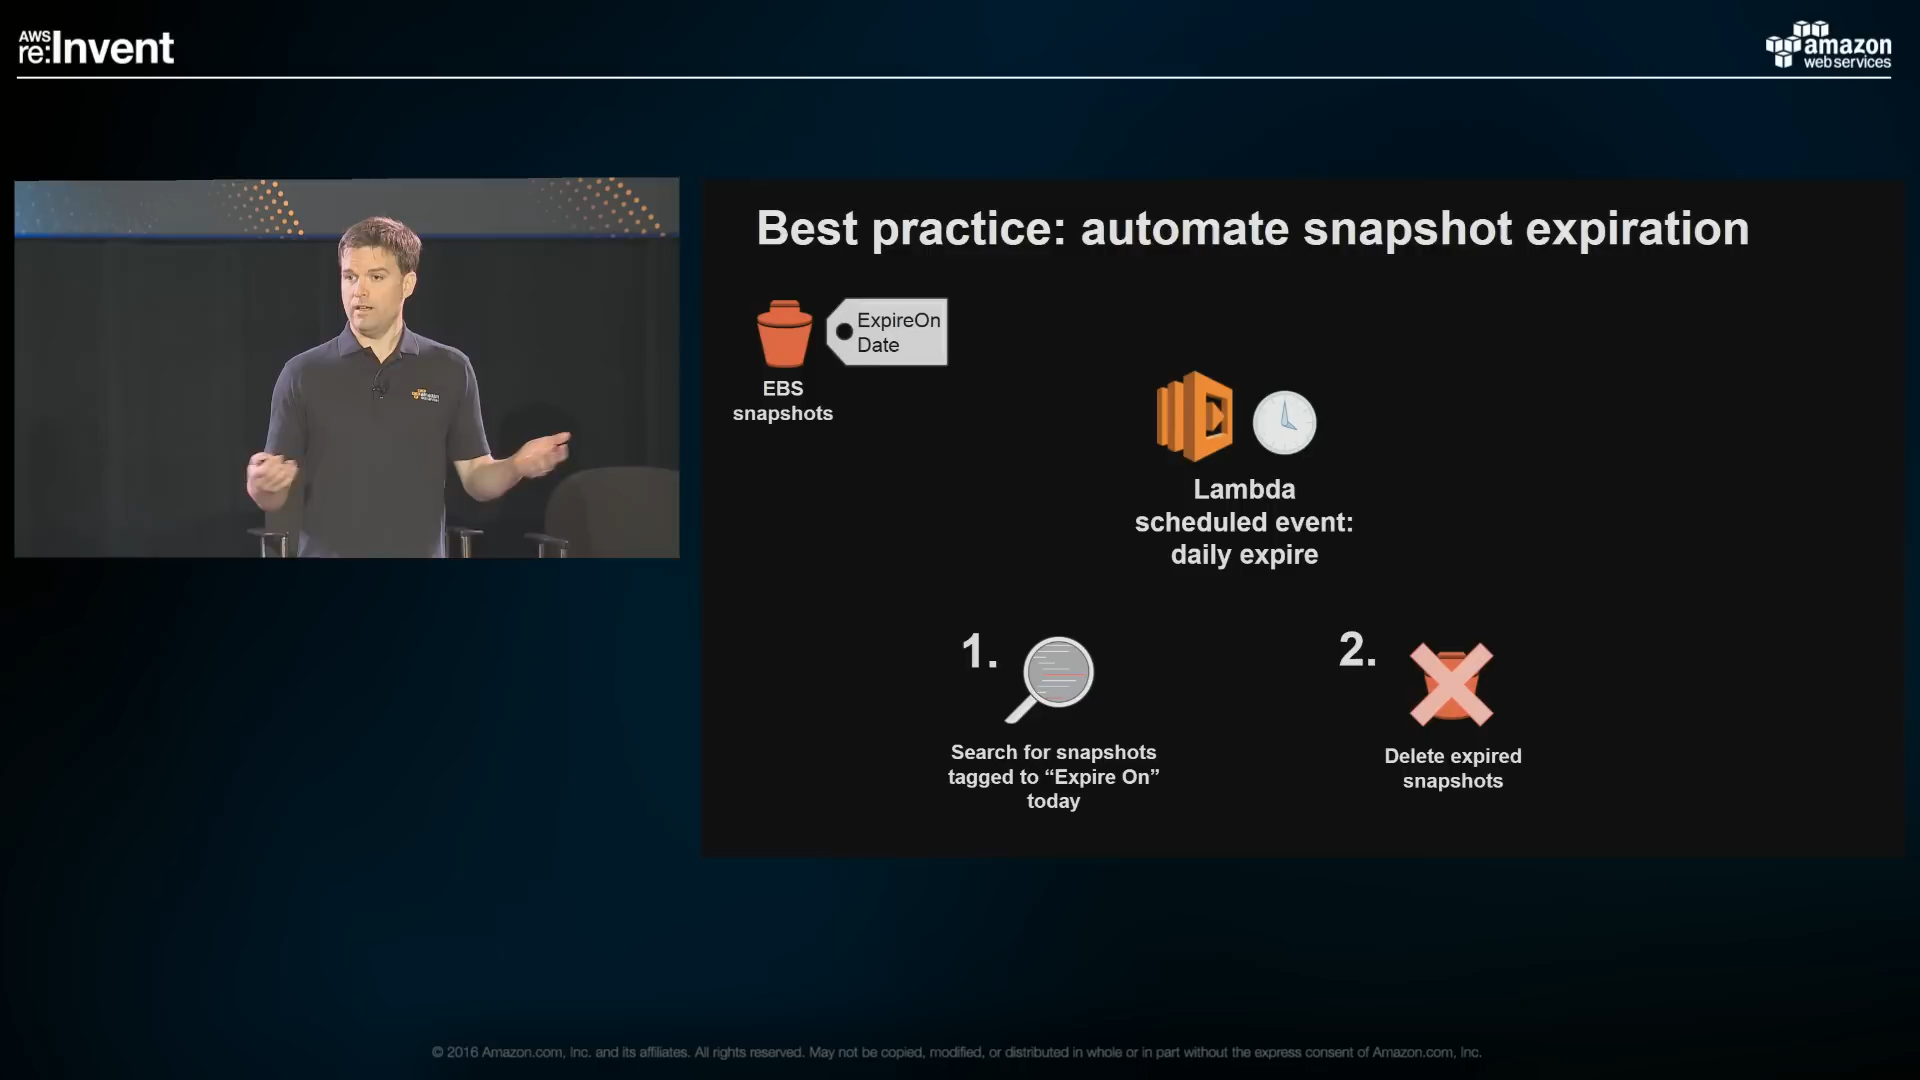 AWS
re:Invent
amazon
web services
Best practice: automate snapshot expiration
ExpireOn
Date
EBS
snapshots
Lambda
scheduled event:
daily expire
1.
Search for snapshots
tagged to “Expire On”
today
2.
Delete expired
snapshots
© 2016 Amazon.com, Inc. and its affiliates. All rights reserved. May not be copied, modified, or distributed in whole or in part without the express consent of Amazon.com, Inc.